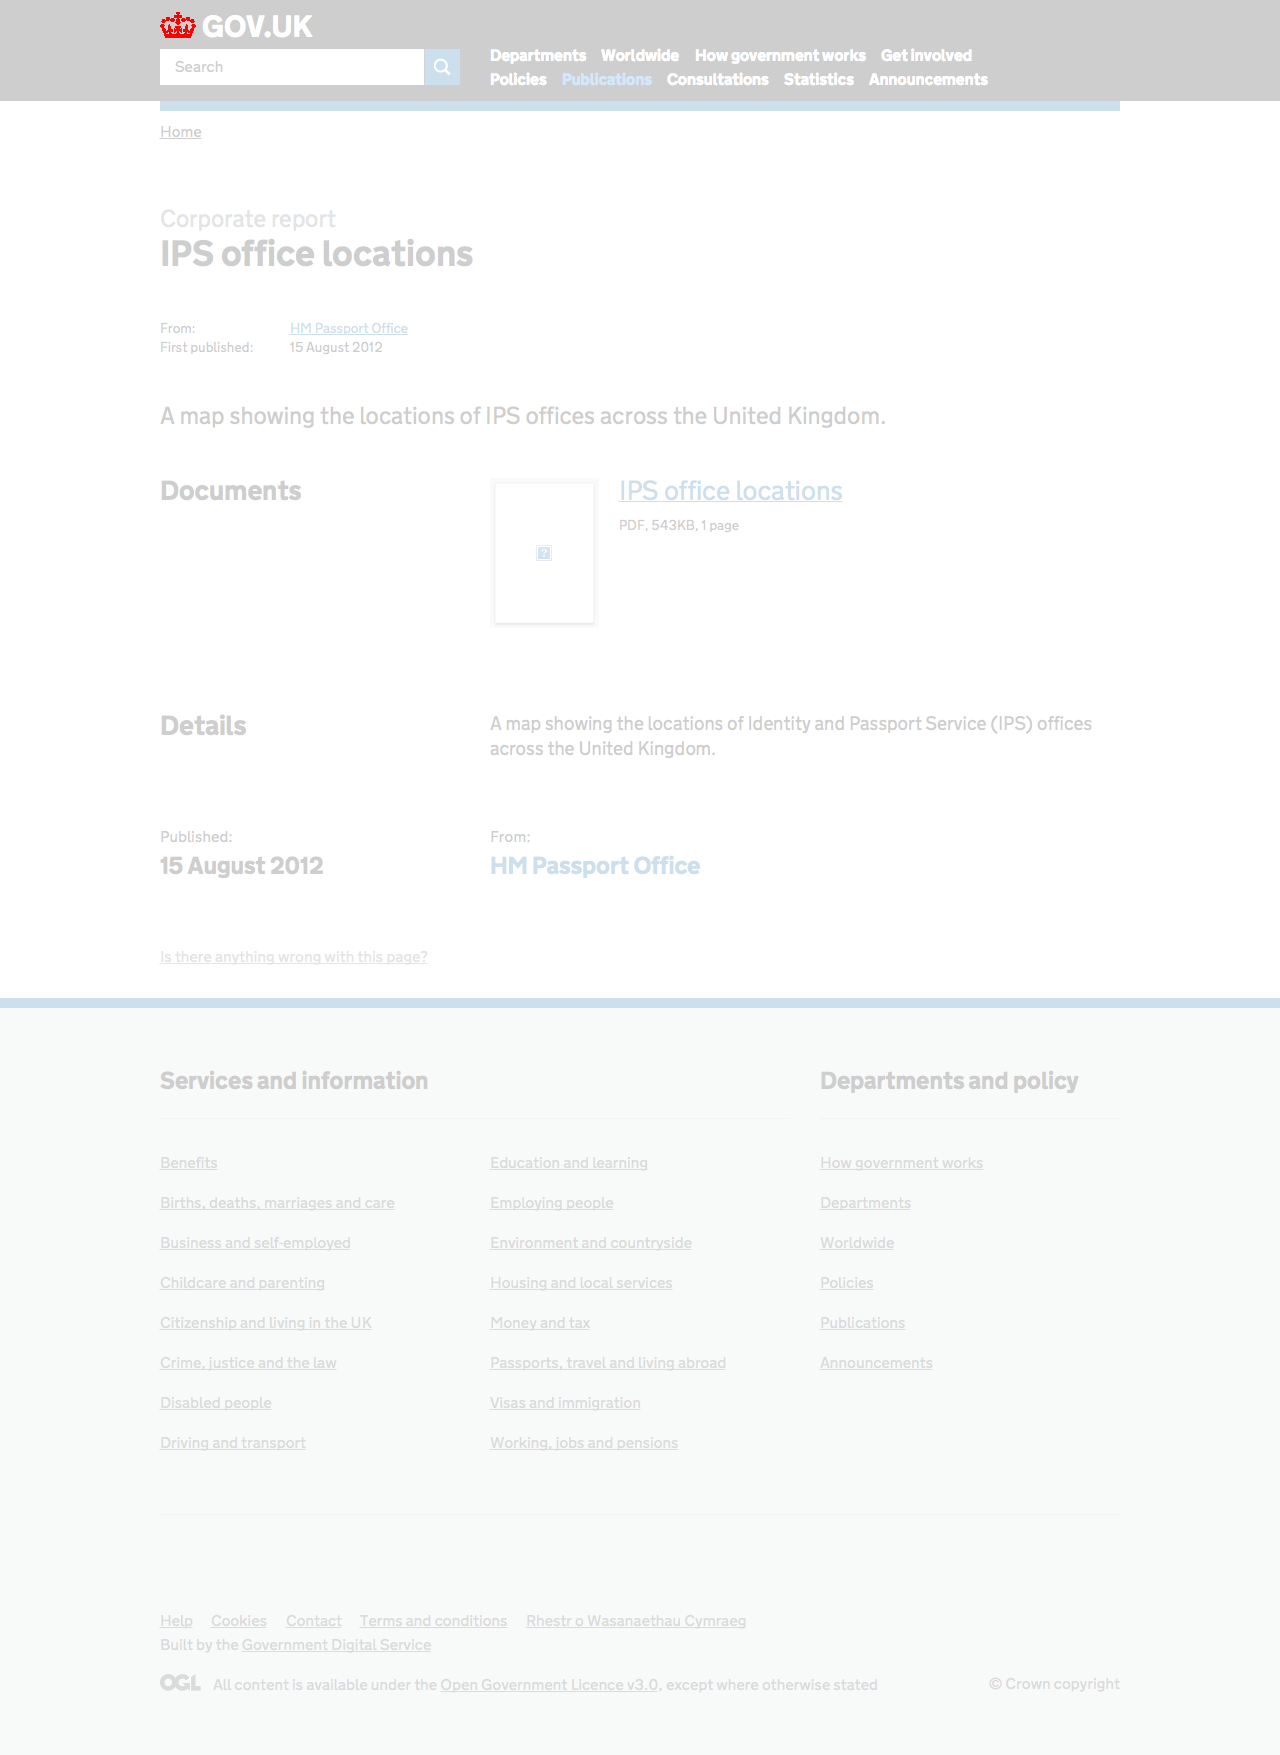 GOV.UK
Search
Departments Worldwide How government works Get involved
Policies Publications Consultations Statistics Announcements
Home
Corporate report
IPS office locations
From: HM Passport Office
First published: 15 August 2012
A map showing the locations of IPS offices across the United Kingdom.
Documents
IPS office locations
PDF, 543KB, 1 page
Details
A map showing the locations of Identity and Passport Service (IPS) offices
across the United Kingdom.
Published:
15 August 2012
From:
HM Passport Office
Is there anything wrong with this page?
Services and information
Benefits
Births, deaths, marriages and care
Business and self-employed
Childcare and parenting
Citizenship and living in the UK
Crime, justice and the law
Disabled people
Driving and transport
Education and learning
Employing people
Environment and countryside
Housing and local services
Money and tax
Passports, travel and living abroad
Visas and immigration
Working, jobs and pensions
Departments and policy
How government works
Departments
Worldwide
Policies
Publications
Announcements
Help Cookies Contact Terms and conditions Rhestr o Wasanaethau Cymraeg
Built by the Government Digital Service
OGL All content is available under the Open Government Licence v3.0, except where otherwise stated
© Crown copyright